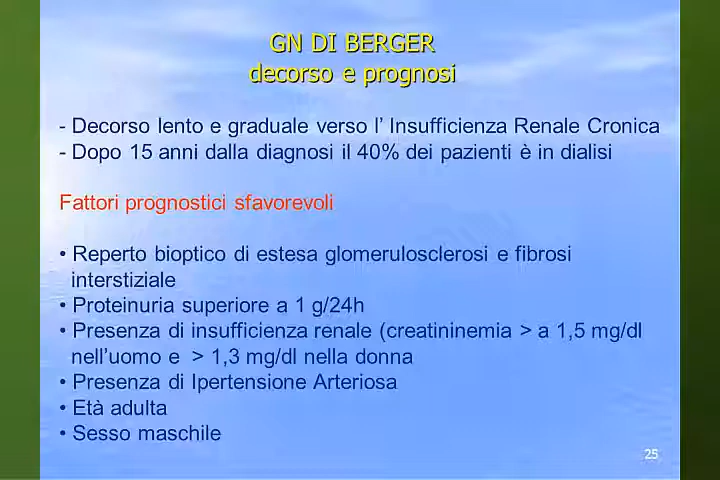 GN DI BERGER
decorso e prognosi
- Decorso lento e graduale verso l’ Insufficienza Renale Cronica
- Dopo 15 anni dalla diagnosi il 40% dei pazienti è in dialisi
Fattori prognostici sfavorevoli
• Reperto bioptico di estesa glomerulosclerosi e fibrosi
interstiziale
• Proteinuria superiore a 1 g/24h
• Presenza di insufficienza renale (creatininemia > a 1,5 mg/dl
nell’uomo e > 1,3 mg/dl nella donna
• Presenza di Ipertensione Arteriosa
• Età adulta
• Sesso maschile
25